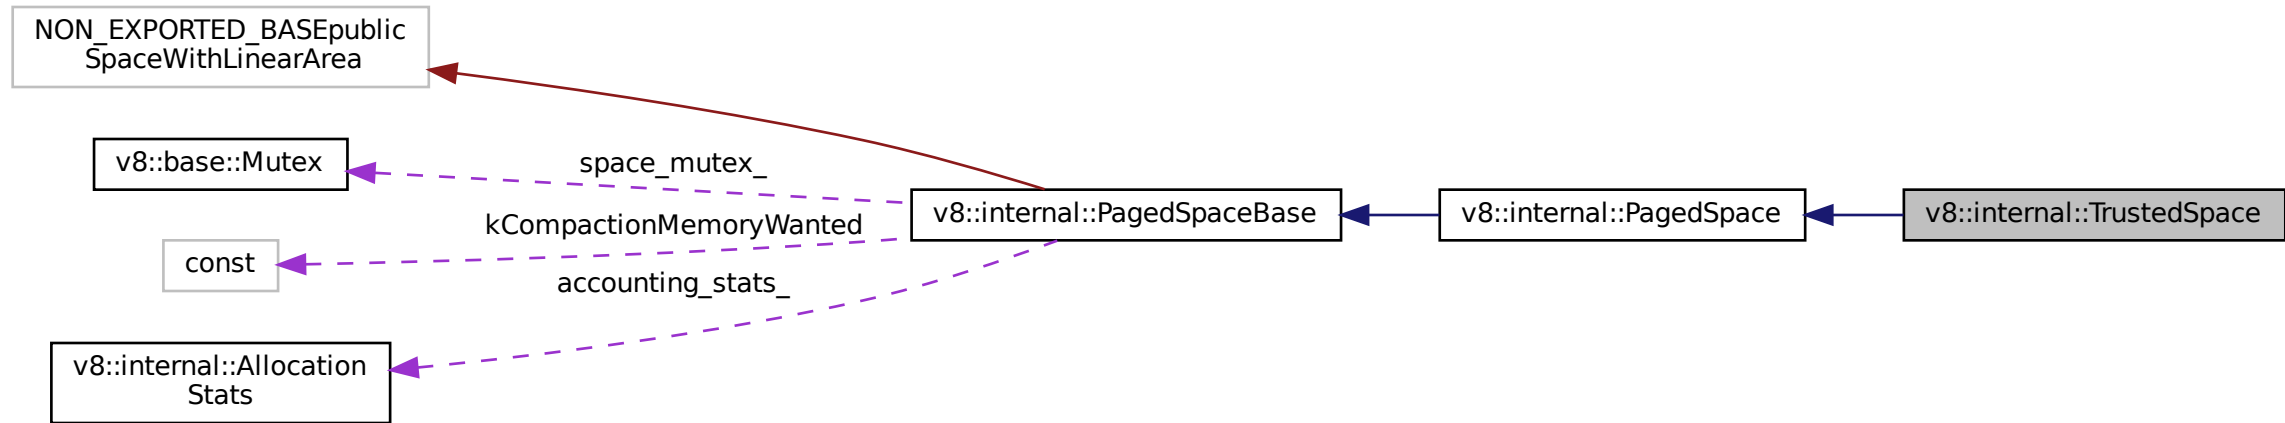 NON_EXPORTED_BASEpublic
SpaceWithLinearArea
v8::base::Mutex
space_mutex_
kCompactionMemoryWanted
const
accounting_stats_
v8::internal::Allocation
Stats
v8::internal::PagedSpaceBase
v8::internal::PagedSpace
v8::internal::TrustedSpace